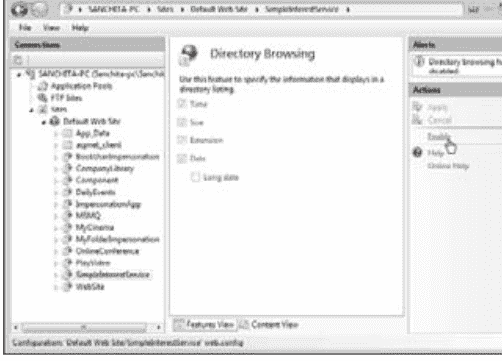 SANCHITA-PC
Sites
Default Web Site
SimpleInterestService
File View Help
Connections
SANCHITA-PC (Sanchita-pc\Sanchit
Application Pools
FTP Sites
Sites
Default Web Site
App_Data
aspnet_client
BookStoreImpersonation
CompanyLibrary
Component
DailyEvents
ImpersonationApp
MSMQ
MyCinema
MyFolderImpersonation
OnlineConference
PlayVideo
SimpleInterestService
WebSite
Directory Browsing
Use this feature to specify the information that displays in a
directory listing.
Time
Size
Extension
Date
Long date
Features View
Content View
Alerts
Directory browsing h
disabled
Actions
Apply
Cancel
Enable
Help
Online Help
Configuration: 'Default Web Site/SimpleInterestService' web.config